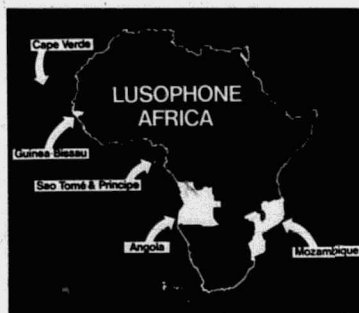 Cape Verde
LUSOPHONE
AFRICA
Guinea-Bissau
Sao Tomé & Principe
Angola
Mozambique